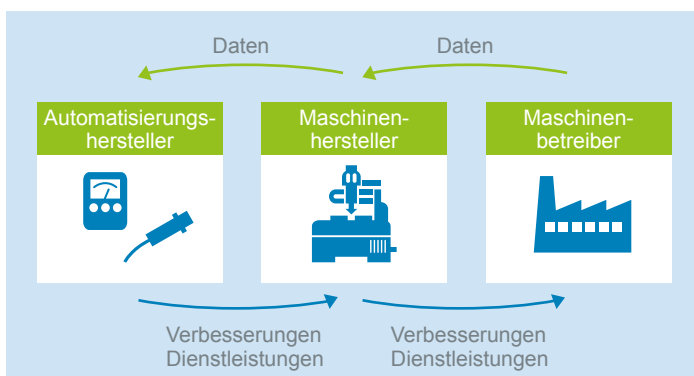 Daten
Daten
Automatisierungs-
hersteller
Maschinen-
hersteller
Maschinen-
betreiber
Verbesserungen
Dienstleistungen
Verbesserungen
Dienstleistungen